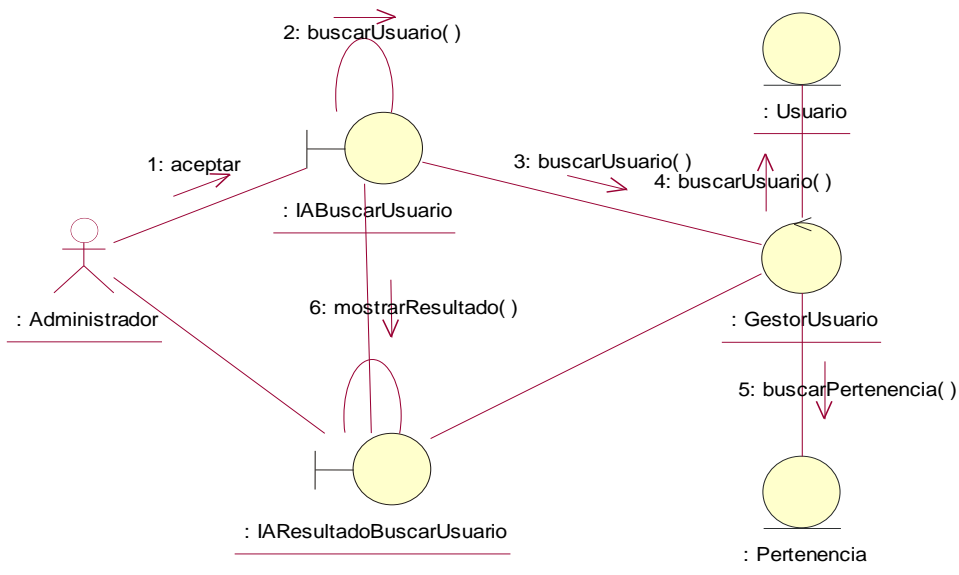 2: buscarUsuario( )
: Usuario
1: aceptar
3: buscarUsuario( )
4: buscarUsuario( )
: IABuscarUsuario
6: mostrarResultado( )
: Administrador
: GestorUsuario
5: buscarPertenencia( )
: IAResultadoBuscarUsuario
: Pertenencia